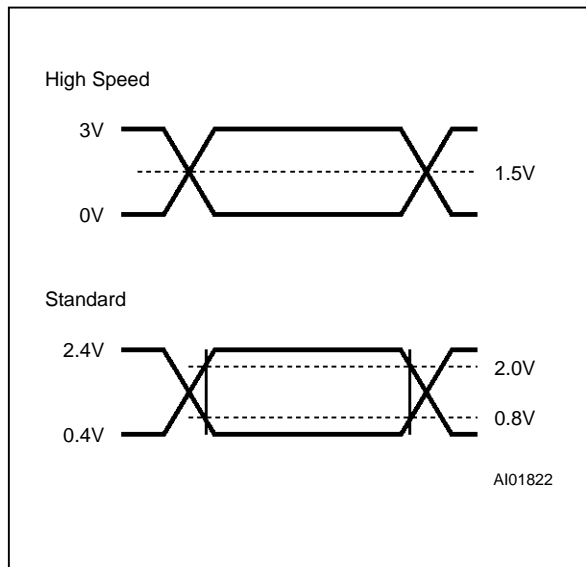 High Speed
3V
1.5V
0V
Standard
2.4V
2.0V
0.8V
0.4V
AI01822